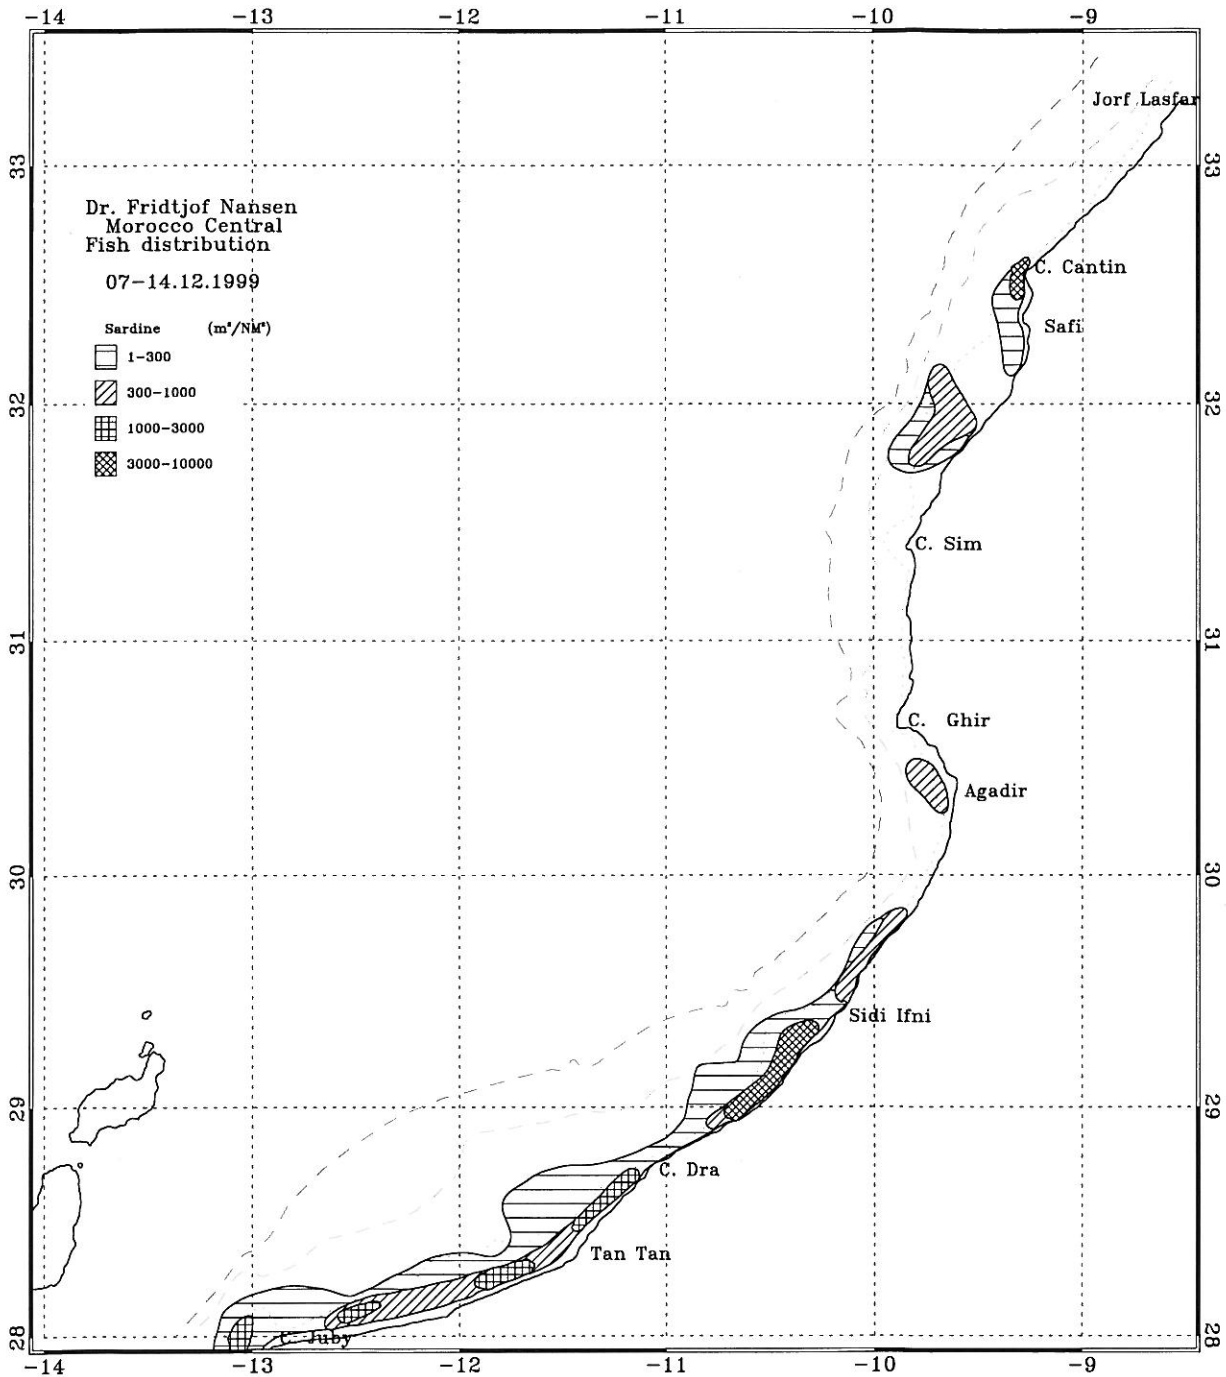 -14 -13 -12 -11 -10 -9
Jorf Lasfar
33 33
Dr. Fridtjof Nansen
Morocco Central
Fish distribution
C. Cantin
07-14.12.1999
Sardine (m²/NM²)
Safi
1-300
300-1000
32 32
1000-3000
3000-10000
C. Sim
31 31
C. Ghir
Agadir
30 30
Sidi Ifni
29 29
C. Dra
Tan Tan
28 C. Juby 28
-14 -13 -12 -11 -10 -9